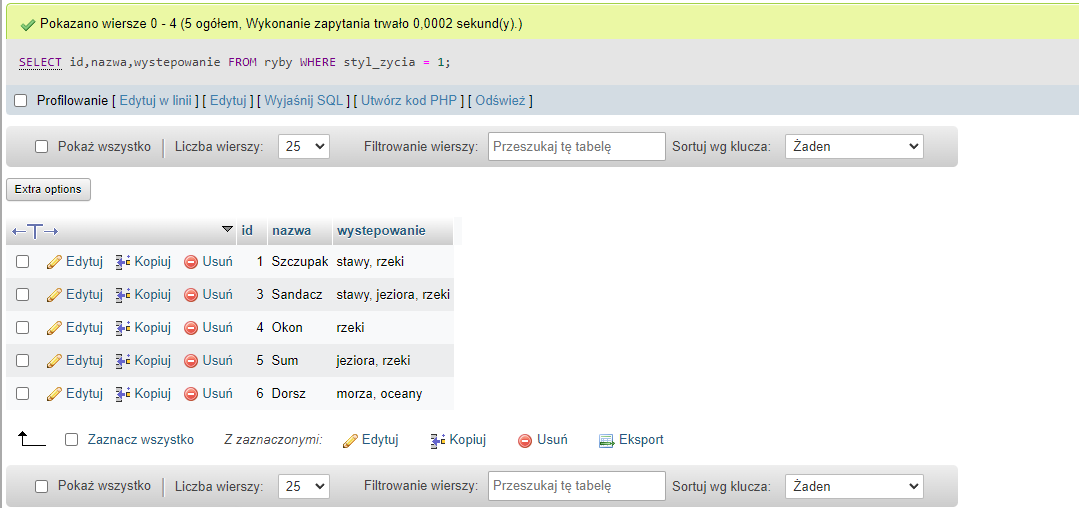 Pokazano wiersze 0 - 4 (5 ogółem, Wykonanie zapytania trwało 0,0002 sekund(y).)
SELECT id,nazwa,wystepowanie FROM ryby WHERE styl_zycia = 1;
Profilowanie [ Edytuj w linii ] [ Edytuj ] [ Wyjaśnij SQL ] [ Utwórz kod PHP ] [ Odśwież ]
Pokaż wszystko Liczba wierszy: 25 Filtrowanie wierszy: Przeszukaj tę tabelę Sortuj wg klucza: Żaden
Extra options
id nazwa wystepowanie
Edytuj Kopiuj Usuń 1 Szczupak stawy, rzeki
Edytuj Kopiuj Usuń 3 Sandacz stawy, jeziora, rzeki
Edytuj Kopiuj Usuń 4 Okon rzeki
Edytuj Kopiuj Usuń 5 Sum jeziora, rzeki
Edytuj Kopiuj Usuń 6 Dorsz morza, oceany
Zaznacz wszystko Z zaznaczonymi: Edytuj Kopiuj Usuń Eksport
Pokaż wszystko Liczba wierszy: 25 Filtrowanie wierszy: Przeszukaj tę tabelę Sortuj wg klucza: Żaden